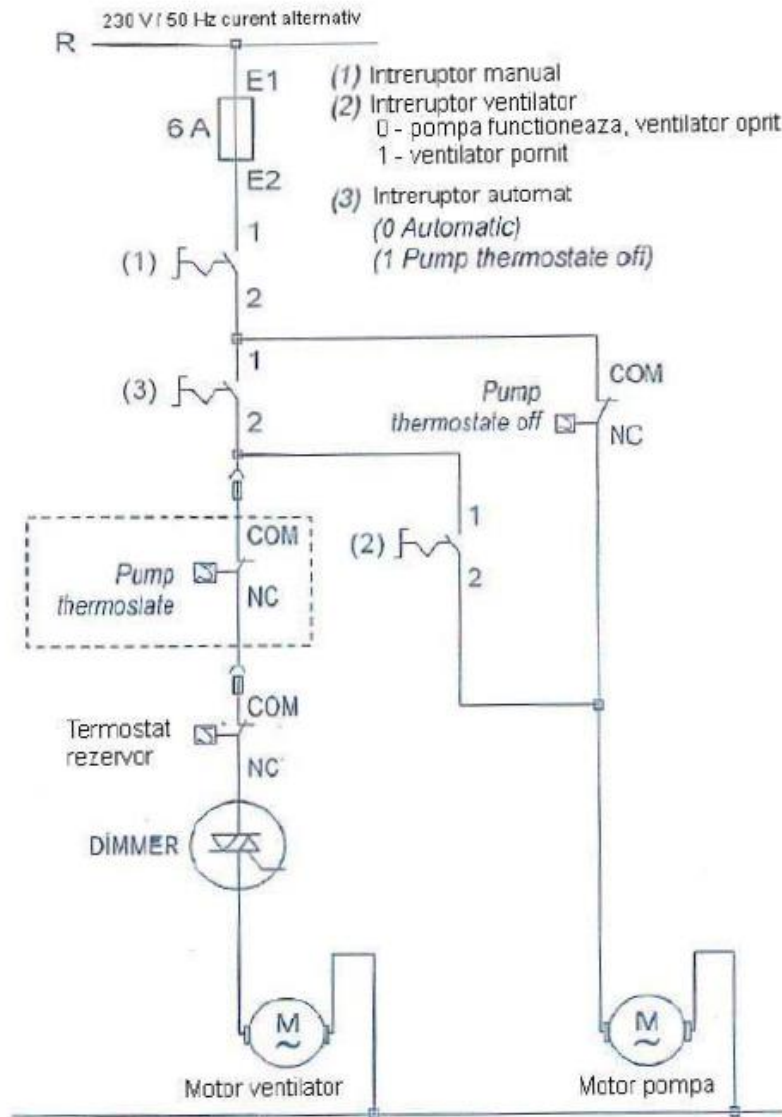 230 V / 50 Hz curent alternativ
R
E1
6 A
E2
(1) Intreruptor manual
(2) Intreruptor ventilator
0 - pompa functioneaza, ventilator oprit
1 - ventilator pornit
(3) Intreruptor automat
(0 Automatic)
(1 Pump thermostate off)
1
(1)
2
1
(3)
2
Pump
thermostate off
COM
NC
COM
Pump
thermostate
NC
1
(2)
2
COM
Termostat
rezervor
NC
DİMMER
M
~
Motor ventilator
M
~
Motor pompa